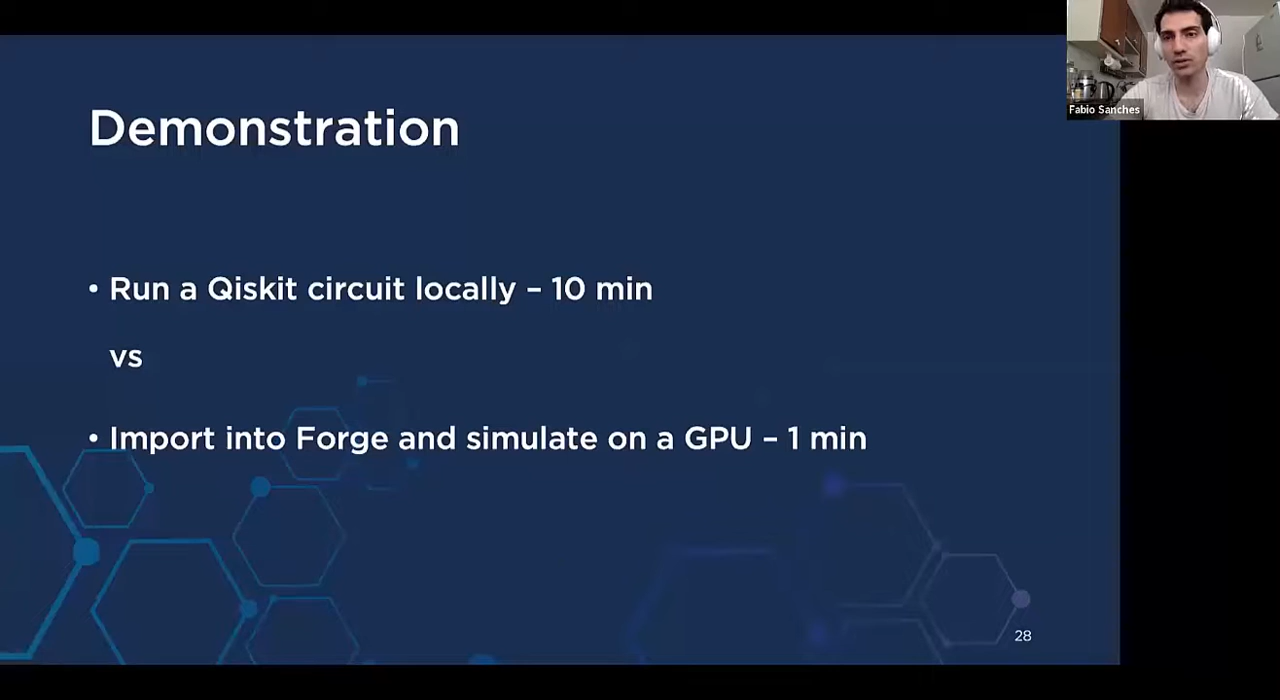 Fabio Sanches
Demonstration
• Run a Qiskit circuit locally – 10 min
vs
• Import into Forge and simulate on a GPU – 1 min
28